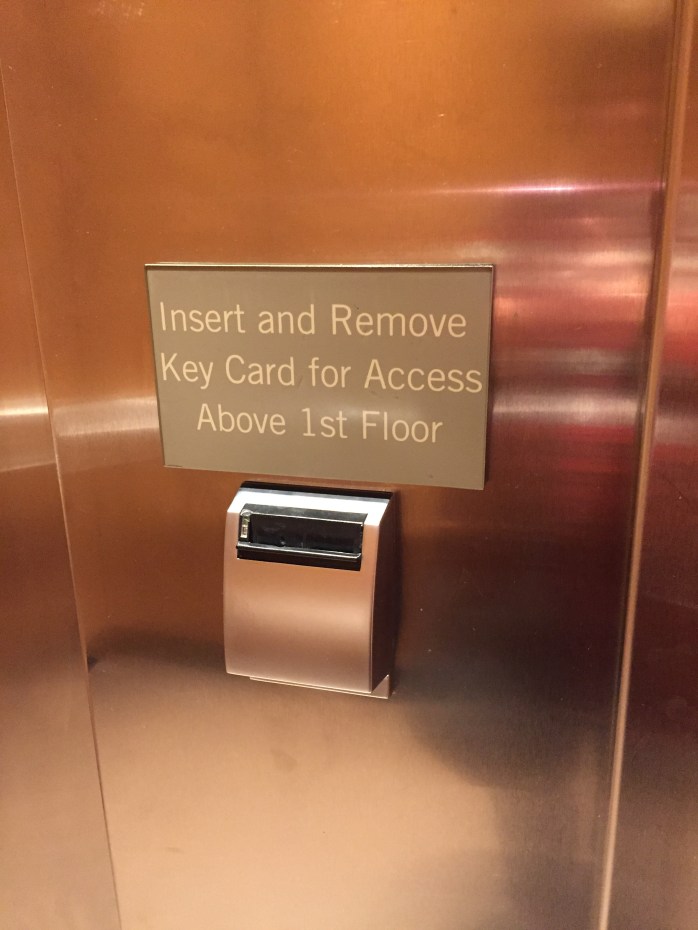 Insert and Remove
Key Card for Access
Above 1st Floor